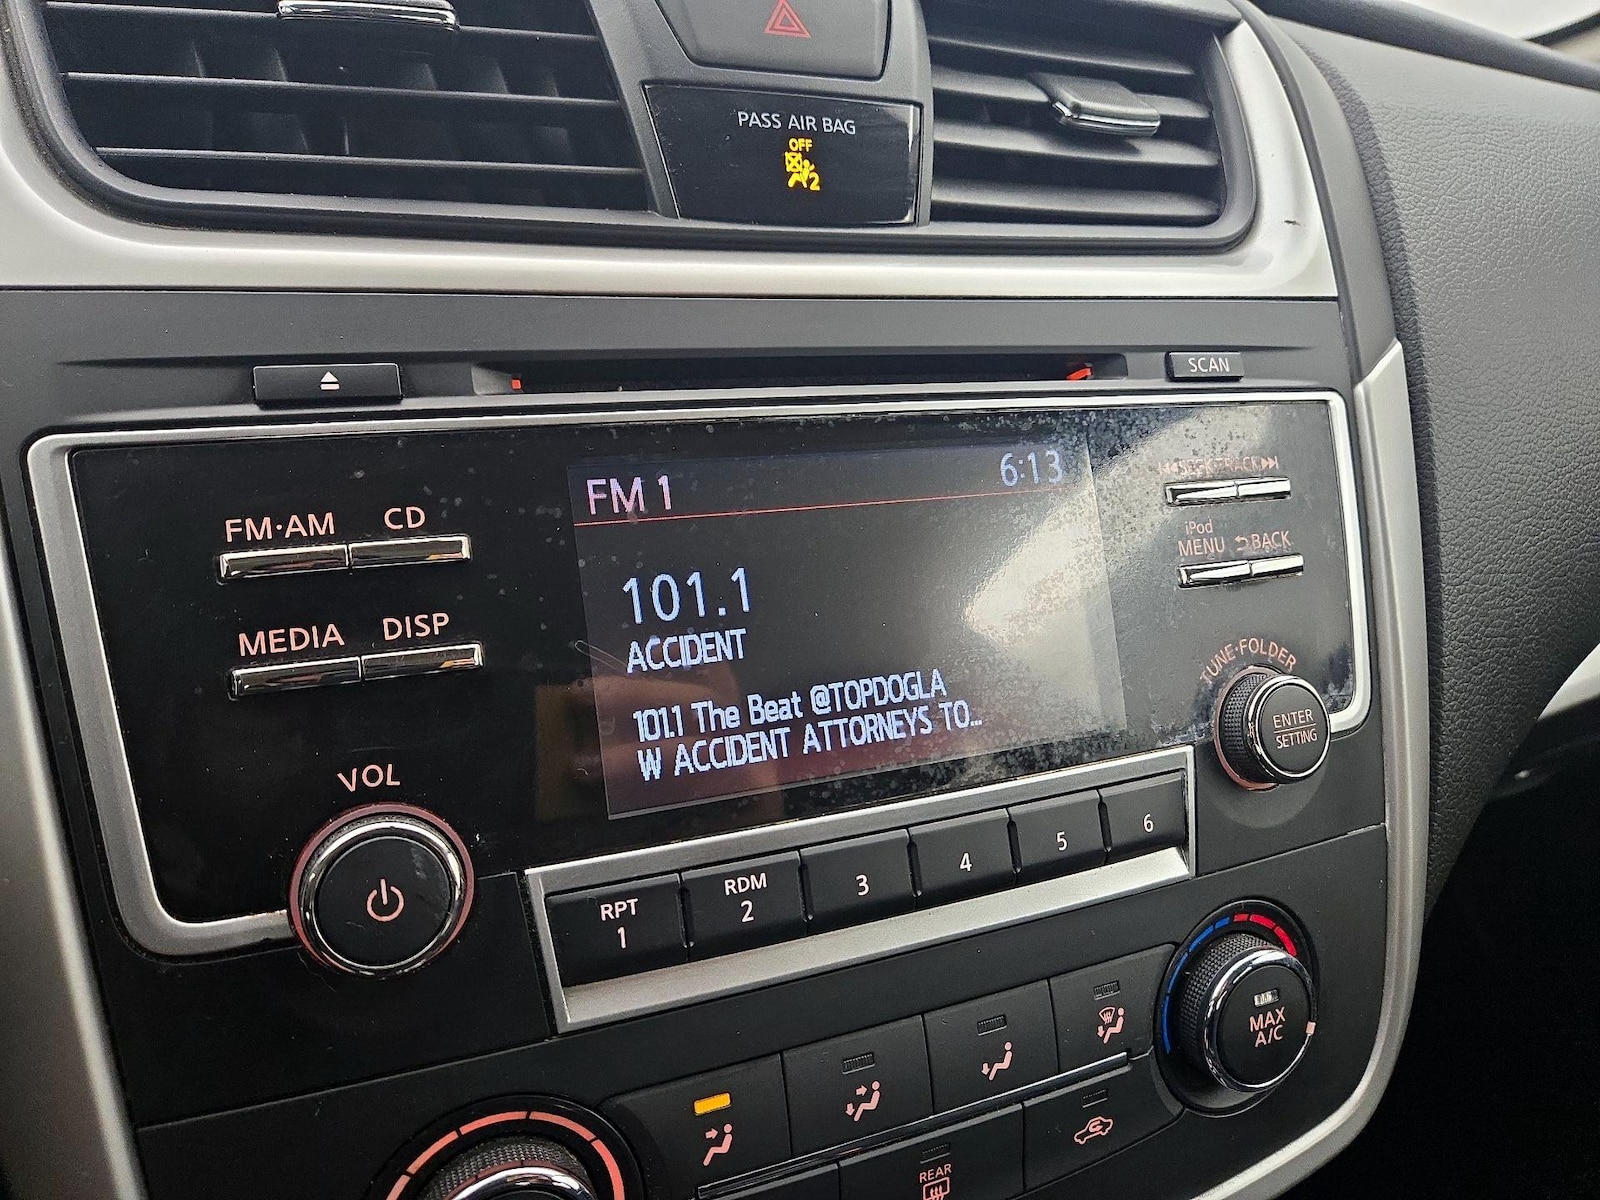 PASS AIR BAG
OFF
2
SCAN
FM 1 6:13
SEEK·TRACK
FM·AM CD
iPod
MENU BACK
101.1
ACCIDENT
MEDIA DISP
TUNE·FOLDER
101.1 The Beat @TOPDOGLA
W ACCIDENT ATTORNEYS TO...
ENTER
SETTING
VOL
RPT
1
RDM
2
3
4
5
6
MAX
A/C
REAR